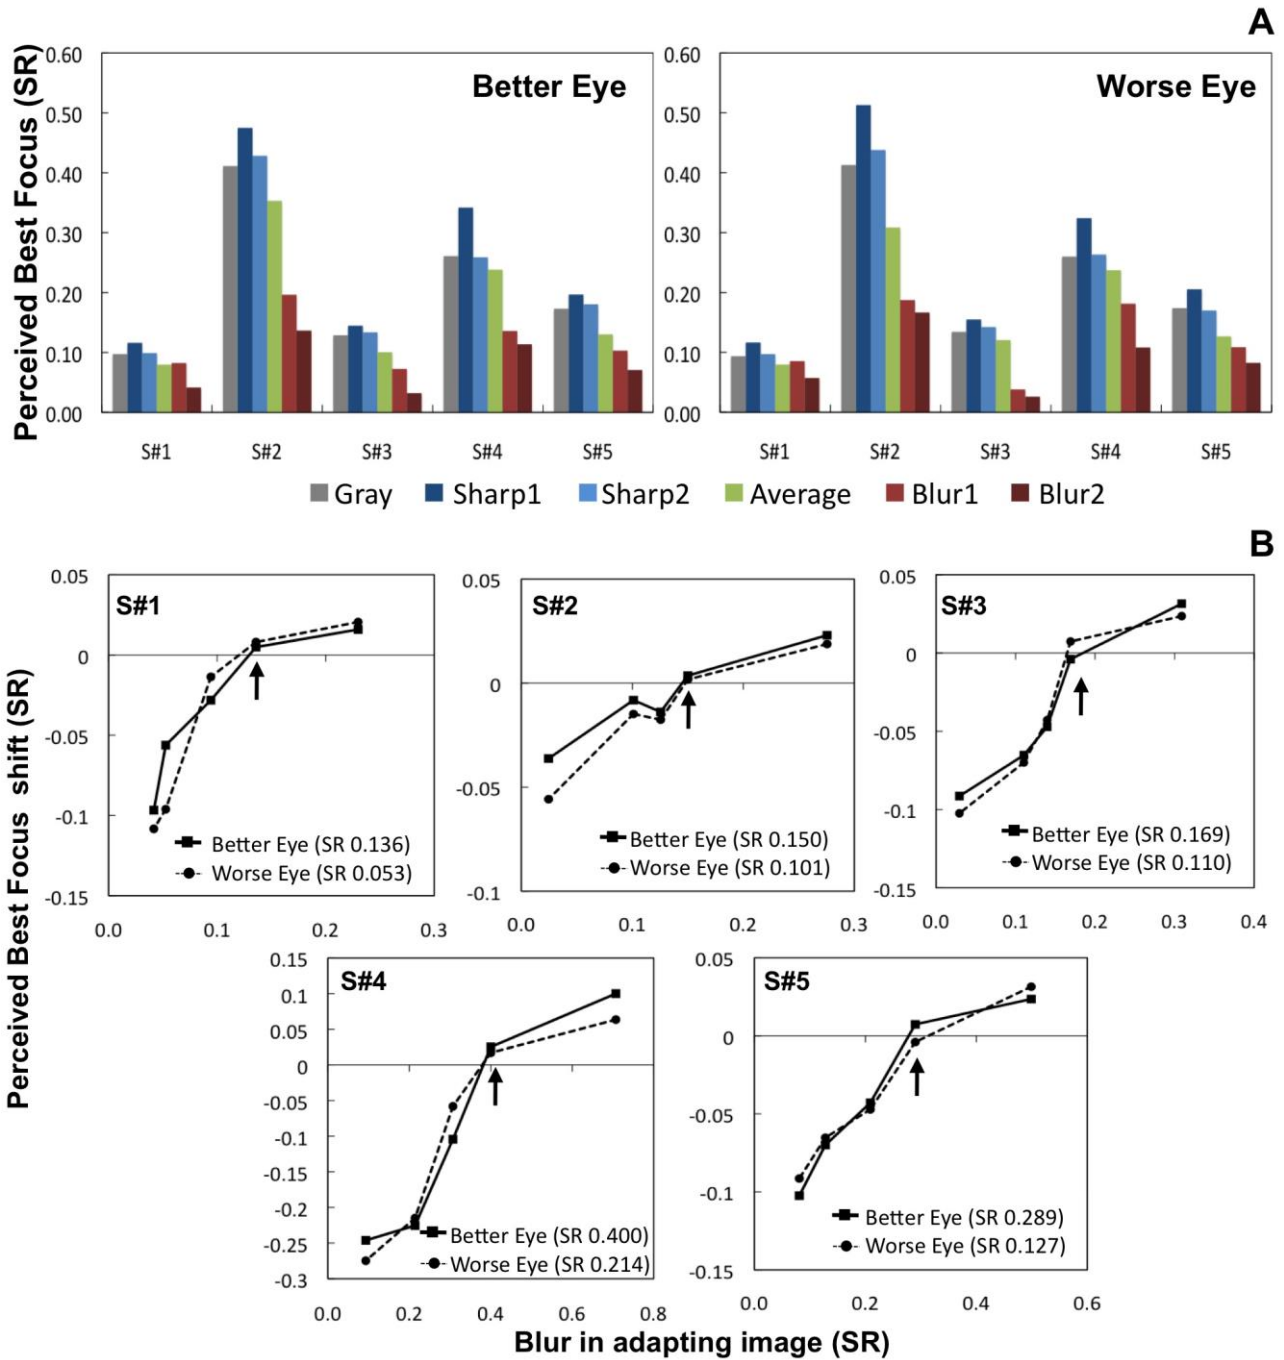 A
Perceived Best Focus (SR)
0.60
0.50
0.40
0.30
0.20
0.10
0.00
Better Eye
S#1 S#2 S#3 S#4 S#5
0.60
0.50
0.40
0.30
0.20
0.10
0.00
Worse Eye
S#1 S#2 S#3 S#4 S#5
Gray Sharp1 Sharp2 Average Blur1 Blur2
B
Perceived Best Focus shift (SR)
S#1
0.05
0
-0.05
-0.1
-0.15
Better Eye (SR 0.136)
Worse Eye (SR 0.053)
0.0 0.1 0.2 0.3
S#2
0.05
0
-0.05
-0.1
Better Eye (SR 0.150)
Worse Eye (SR 0.101)
0.0 0.1 0.2 0.3
S#3
0.05
0
-0.05
-0.1
-0.15
Better Eye (SR 0.169)
Worse Eye (SR 0.110)
0.0 0.1 0.2 0.3 0.4
S#4
0.15
0.1
0.05
0
-0.05
-0.1
-0.15
-0.2
-0.25
-0.3
Better Eye (SR 0.400)
Worse Eye (SR 0.214)
0.0 0.2 0.4 0.6 0.8
S#5
0.05
0
-0.05
-0.1
-0.15
Better Eye (SR 0.289)
Worse Eye (SR 0.127)
0.0 0.2 0.4 0.6
Blur in adapting image (SR)